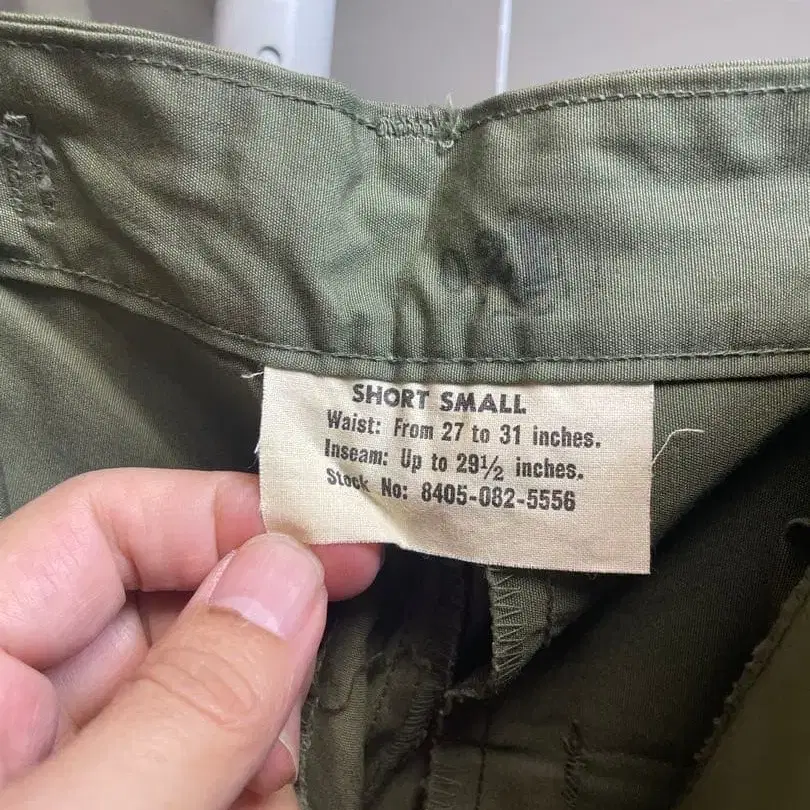 SHORT SMALL
Waist: From 27 to 31 inches.
Inseam: Up to 29½ inches.
Stock No: 8405-082-5556